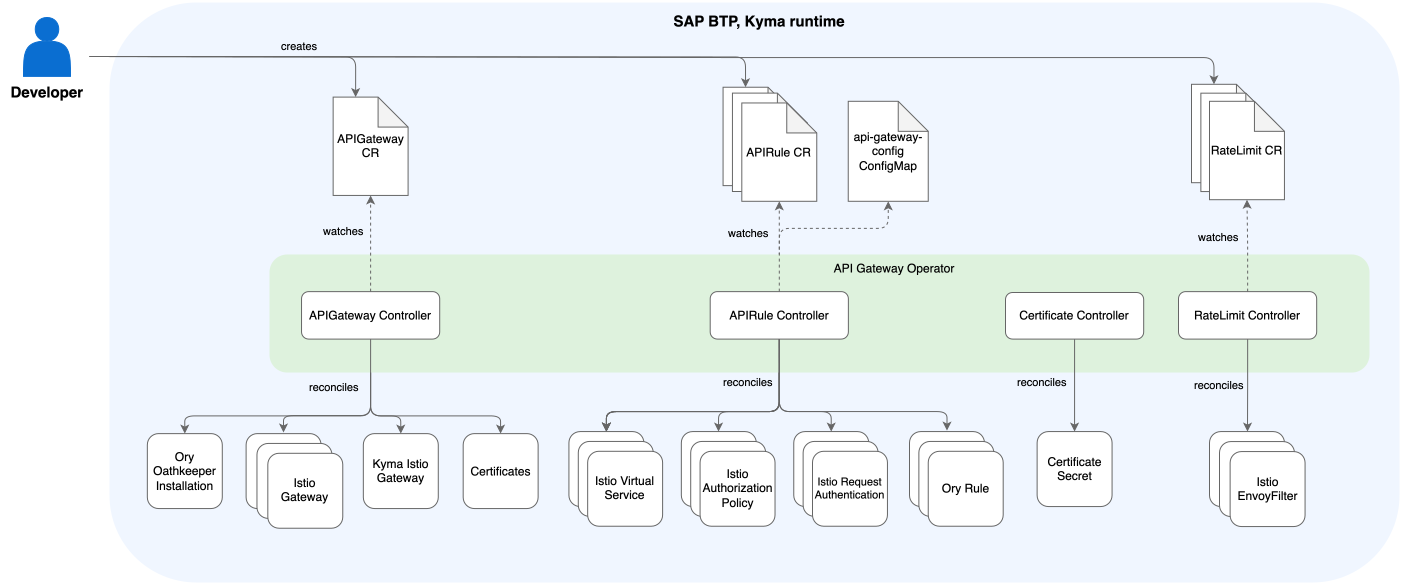 SAP BTP, Kyma runtime
creates
Developer
APIGateway
CR
APIRule CR
api-gateway-
config
ConfigMap
RateLimit CR
watches
watches
watches
API Gateway Operator
APIGateway Controller
APIRule Controller
Certificate Controller
RateLimit Controller
reconciles
reconciles
reconciles
reconciles
Ory
Oathkeeper
Installation
Istio
Gateway
Kyma Istio
Gateway
Certificates
Istio Virtual
Service
Istio
Authorization
Policy
Istio Request
Authentication
Ory Rule
Certificate
Secret
Istio
EnvoyFilter